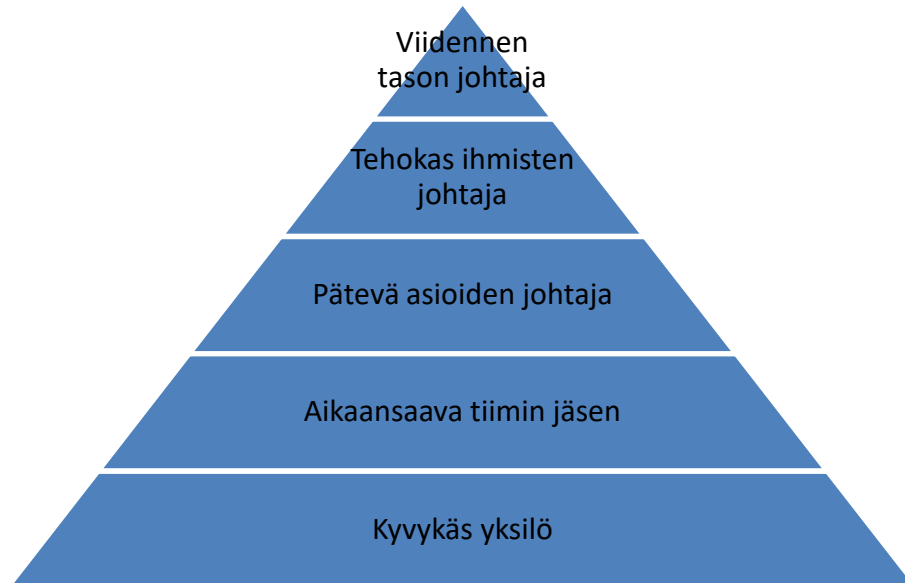 Viidennen
tason johtaja
Tehokas ihmisten
johtaja
Pätevä asioiden johtaja
Aikaansaava tiimin jäsen
Kyvykäs yksilö